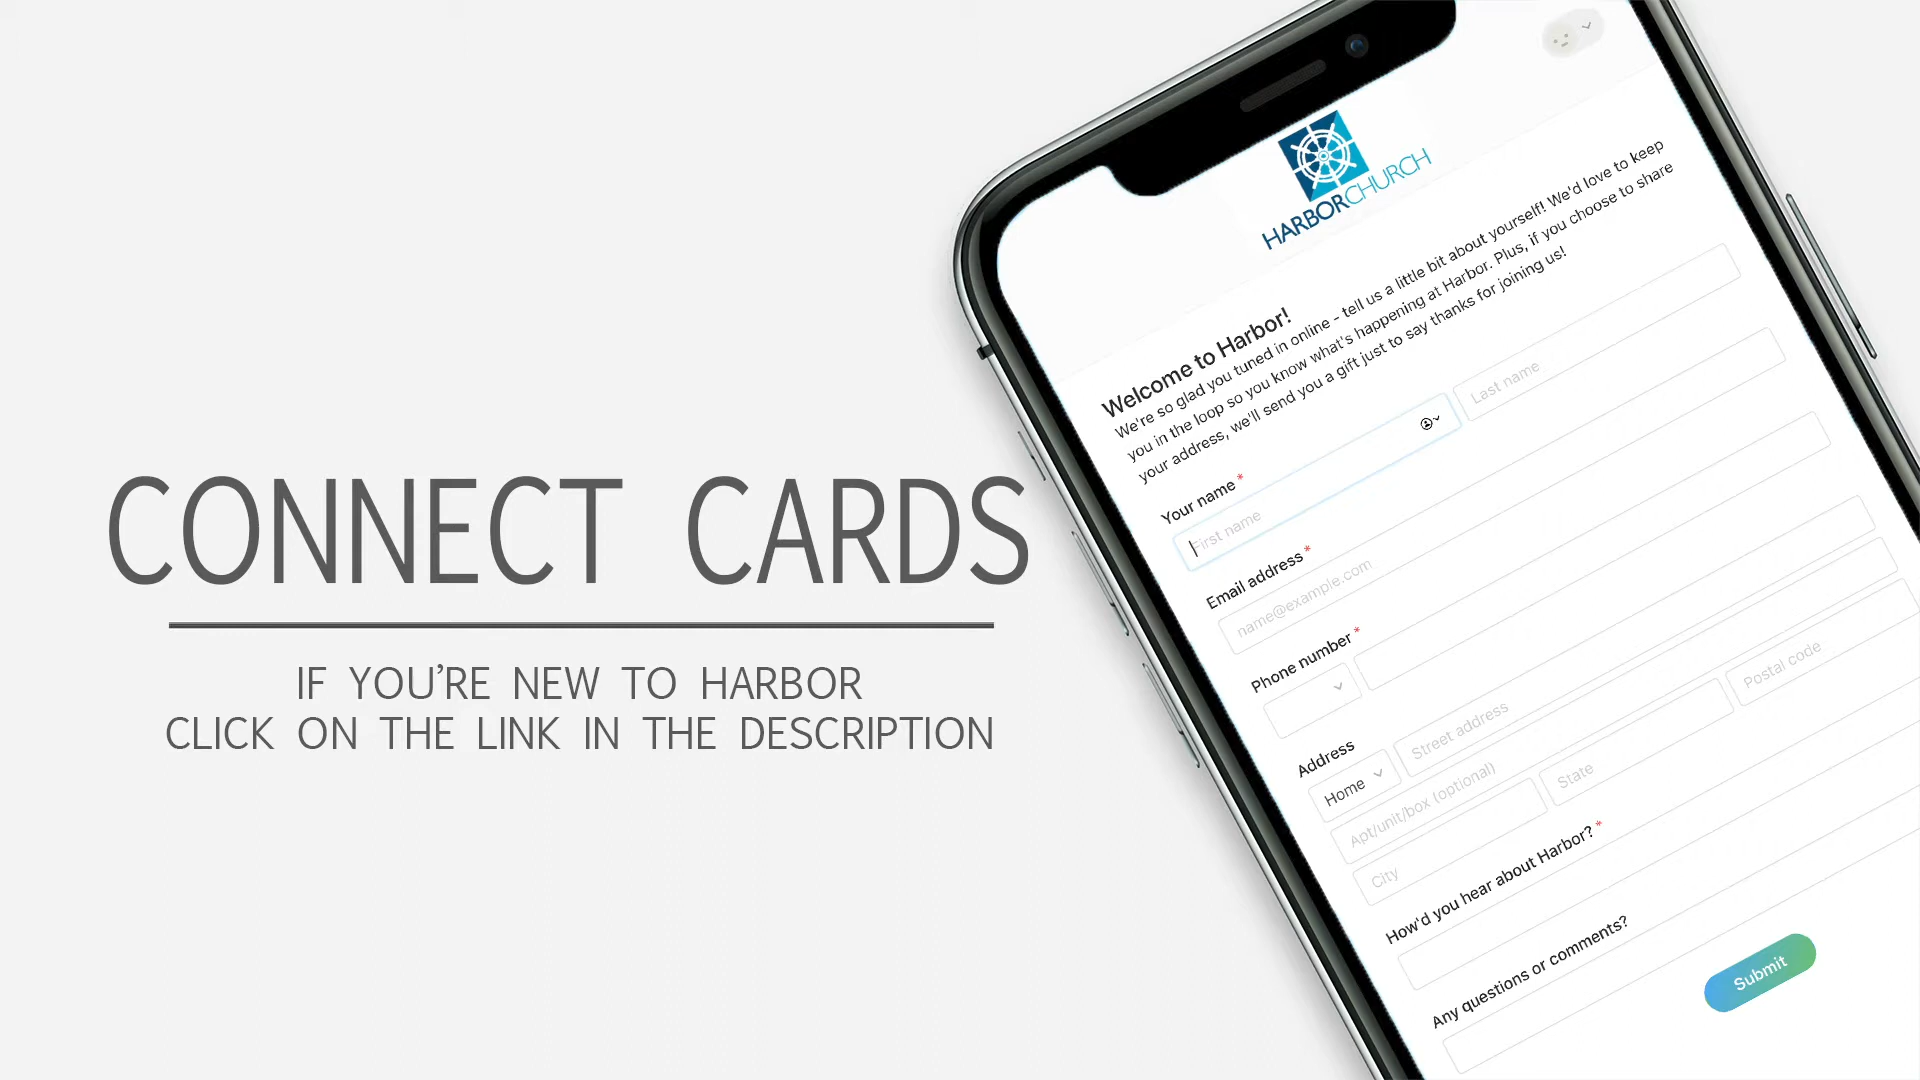 CONNECT CARDS
IF YOU’RE NEW TO HARBOR
CLICK ON THE LINK IN THE DESCRIPTION
HARBORCHURCH
Welcome to Harbor!
We're so glad you tuned in online - tell us a little bit about yourself! We'd love to keep
you in the loop so you know what's happening at Harbor. Plus, if you choose to share
your address, we'll send you a gift just to say thanks for joining us!
Your name *
First name
Last name
Email address *
name@example.com
Phone number *
Address
Home
Street address
Apt/unit/box (optional)
City
State
Postal code
How'd you hear about Harbor? *
Any questions or comments?
Submit